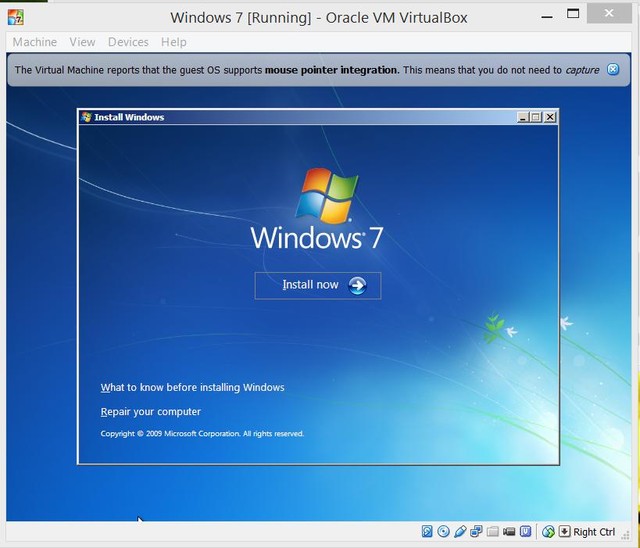 Windows 7 [Running] - Oracle VM VirtualBox
Machine View Devices Help
The Virtual Machine reports that the guest OS supports mouse pointer integration. This means that you do not need to capture
Install Windows
Windows 7
Install now
What to know before installing Windows
Repair your computer
Copyright © 2009 Microsoft Corporation. All rights reserved.
Right Ctrl